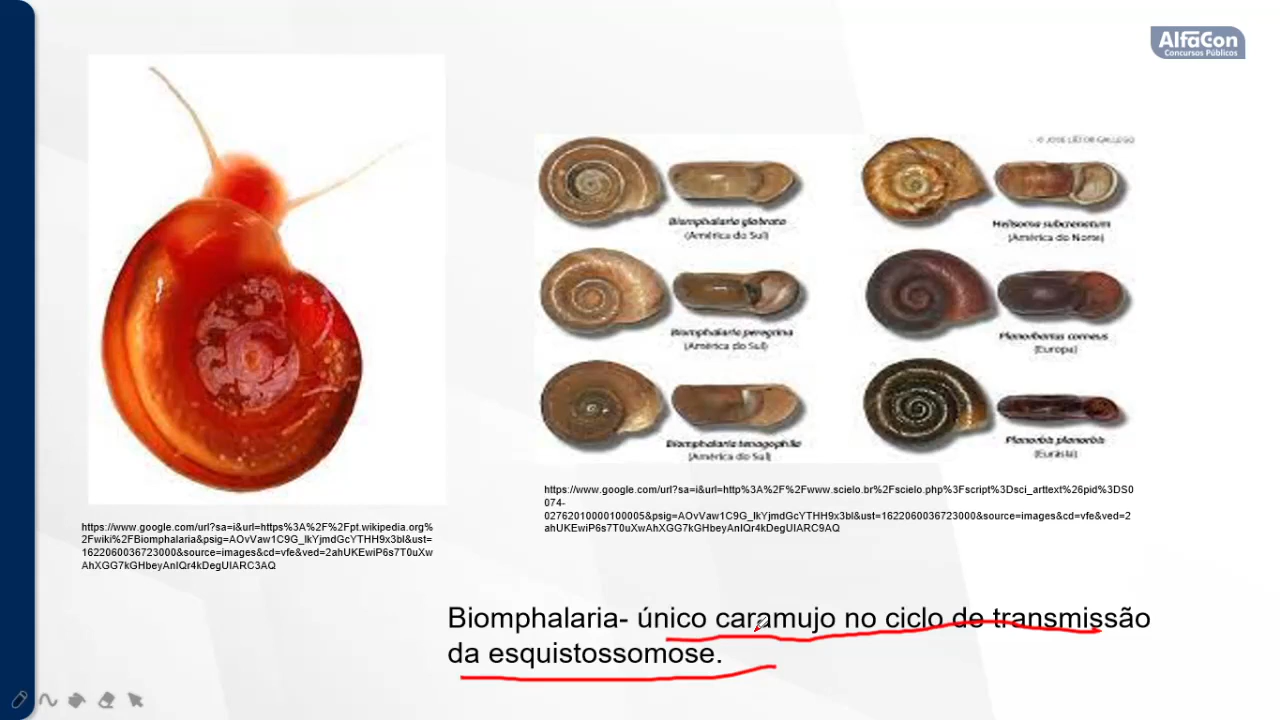 AlfaCon
Concursos Públicos
© JOSE LIETOR GALLEGO
Biomphalaria glabrata
(América do Sul)
Helisoma subcrenatum
(América do Norte)
Biomphalaria peregrina
(América do Sul)
Planorbarius corneus
(Europa)
Biomphalaria tenagophila
(América do Sul)
Planorbis planorbis
(Eurásia)
https://www.google.com/url?sa=i&url=http%3A%2F%2Fwww.scielo.br%2Fscielo.php%3Fscript%3Dsci_arttext%26pid%3DS0
074-
02762010000100005&psig=AOvVaw1C9G_lkYjmdGcYTHH9x3bl&ust=1622060036723000&source=images&cd=vfe&ved=2
ahUKEwiP6s7T0uXwAhXGG7kGHbeyAnIQr4kDegUIARC9AQ
https://www.google.com/url?sa=i&url=https%3A%2F%2Fpt.wikipedia.org%
2Fwiki%2FBiomphalaria&psig=AOvVaw1C9G_lkYjmdGcYTHH9x3bl&ust=
1622060036723000&source=images&cd=vfe&ved=2ahUKEwiP6s7T0uXw
AhXGG7kGHbeyAnIQr4kDegUIARC3AQ
Biomphalaria- único caramujo no ciclo de transmissão
da esquistossomose.